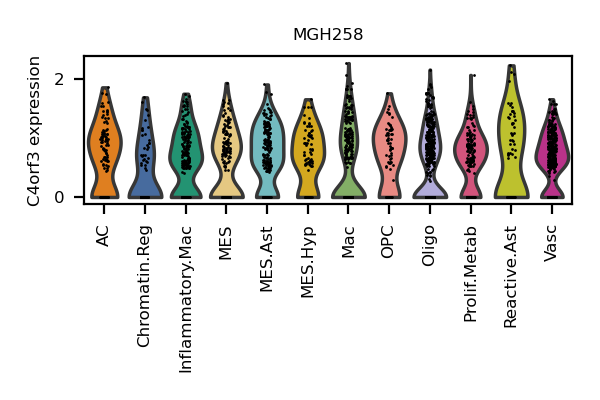 MGH258
C4orf3 expression
2
0
AC
Chromatin.Reg
Inflammatory.Mac
MES
MES.Ast
MES.Hyp
Mac
OPC
Oligo
Prolif.Metab
Reactive.Ast
Vasc